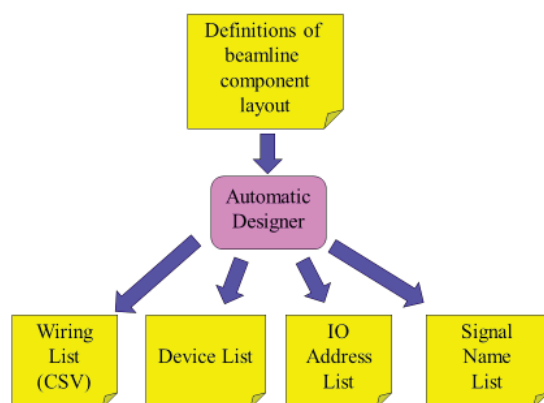 Definitions of
beamline
component
layout
Automatic
Designer
Wiring
List
(CSV)
Device List
IO
Address
List
Signal
Name
List